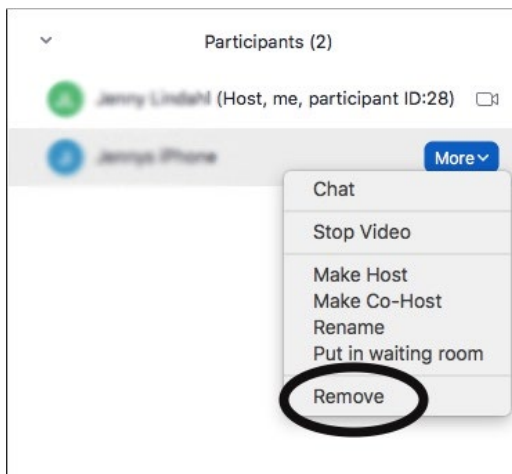 Participants (2)
(Host, me, participant ID:28)
More
Chat
Stop Video
Make Host
Make Co-Host
Rename
Put in waiting room
Remove